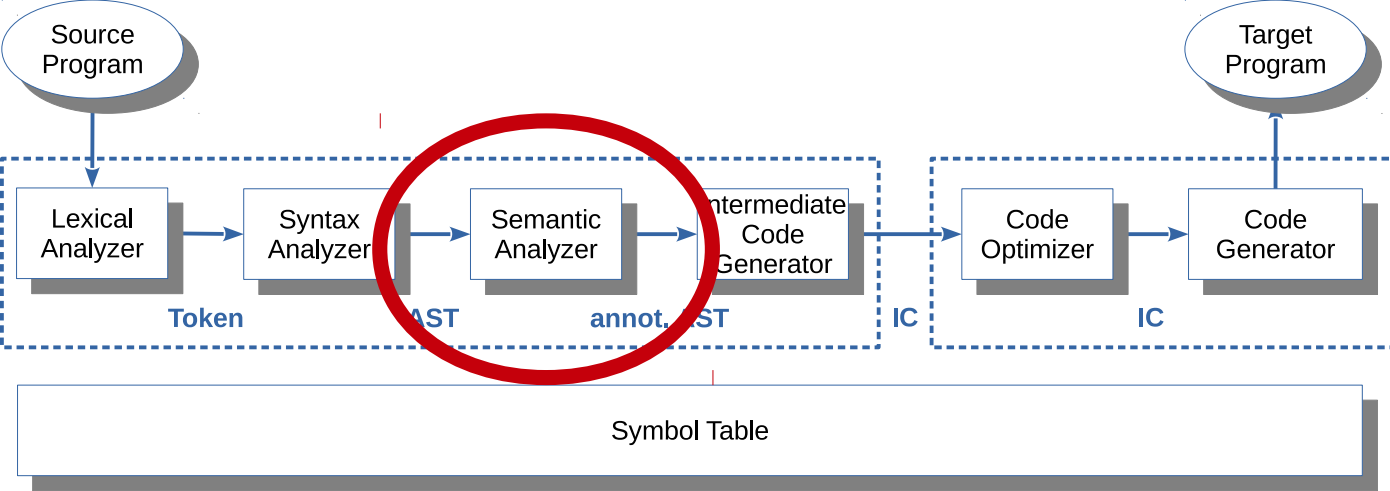 Source
Program
Target
Program
Lexical
Analyzer
Syntax
Analyzer
Semantic
Analyzer
ntermediate
Code
Generator
Code
Optimizer
Code
Generator
Token
AST
annot. AST
IC
IC
Symbol Table